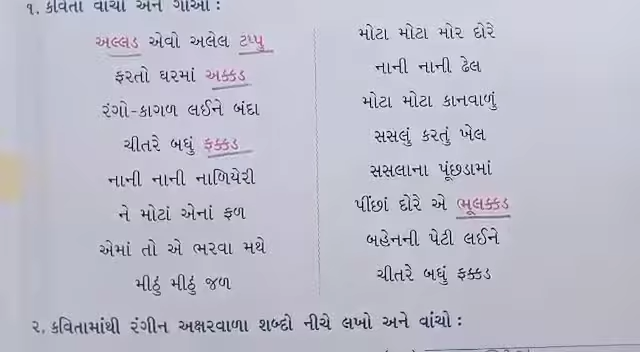 ૧. કવિતા વાંચો અને ગાઓ :
અલ્લડ એવો અલેલ ટપ્પુ
ફરતો ઘરમાં અક્કડ
રંગો-કાગળ લઈને બંદા
ચીતરે બધું ફક્કડ
નાની નાની નાળિયેરી
ને મોટાં એનાં ફળ
એમાં તો એ ભરવા મથે
મીઠું મીઠું જળ
મોટા મોટા મોર દોરે
નાની નાની ઢેલ
મોટા મોટા કાનવાળું
સસલું કરતું ખેલ
સસલાના પૂંછડામાં
પીંછાં દોરે એ ભૂલક્કડ
બહેનની પેટી લઈને
ચીતરે બધું ફક્કડ
૨. કવિતામાંથી રંગીન અક્ષરવાળા શબ્દો નીચે લખો અને વાંચો :